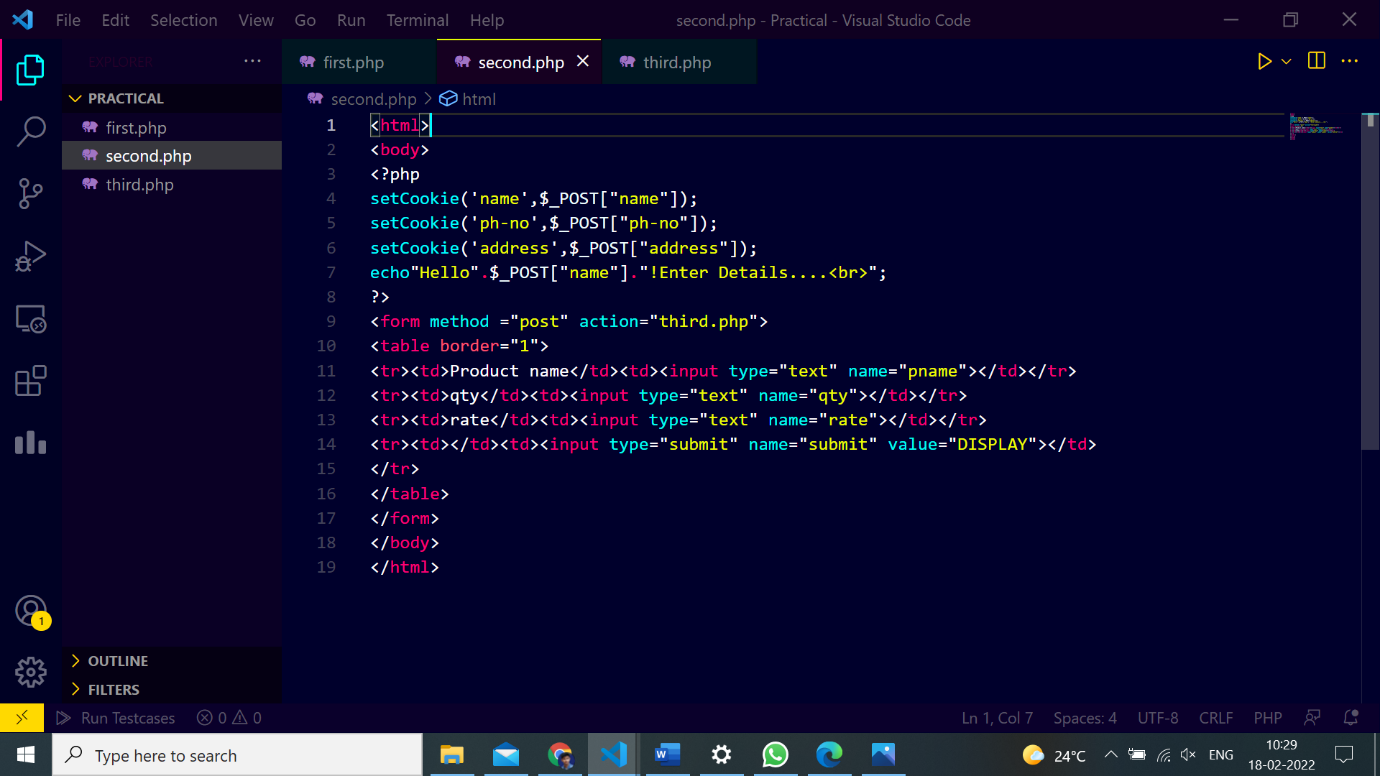 File Edit Selection View Go Run Terminal Help second.php - Practical - Visual Studio Code
EXPLORER
first.php second.php third.php
PRACTICAL
first.php
second.php
third.php
second.php > html
1 <html>
2 <body>
3 <?php
4 setCookie('name',$_POST["name"]);
5 setCookie('ph-no',$_POST["ph-no"]);
6 setCookie('address',$_POST["address"]);
7 echo"Hello".$_POST["name"]."!Enter Details....<br>";
8 ?>
9 <form method ="post" action="third.php">
10 <table border="1">
11 <tr><td>Product name</td><td><input type="text" name="pname"></td></tr>
12 <tr><td>qty</td><td><input type="text" name="qty"></td></tr>
13 <tr><td>rate</td><td><input type="text" name="rate"></td></tr>
14 <tr><td></td><td><input type="submit" name="submit" value="DISPLAY"></td>
15 </tr>
16 </table>
17 </form>
18 </body>
19 </html>
1
OUTLINE
FILTERS
Run Testcases 0 0 Ln 1, Col 7 Spaces: 4 UTF-8 CRLF PHP
Type here to search 24°C ENG 10:29
18-02-2022